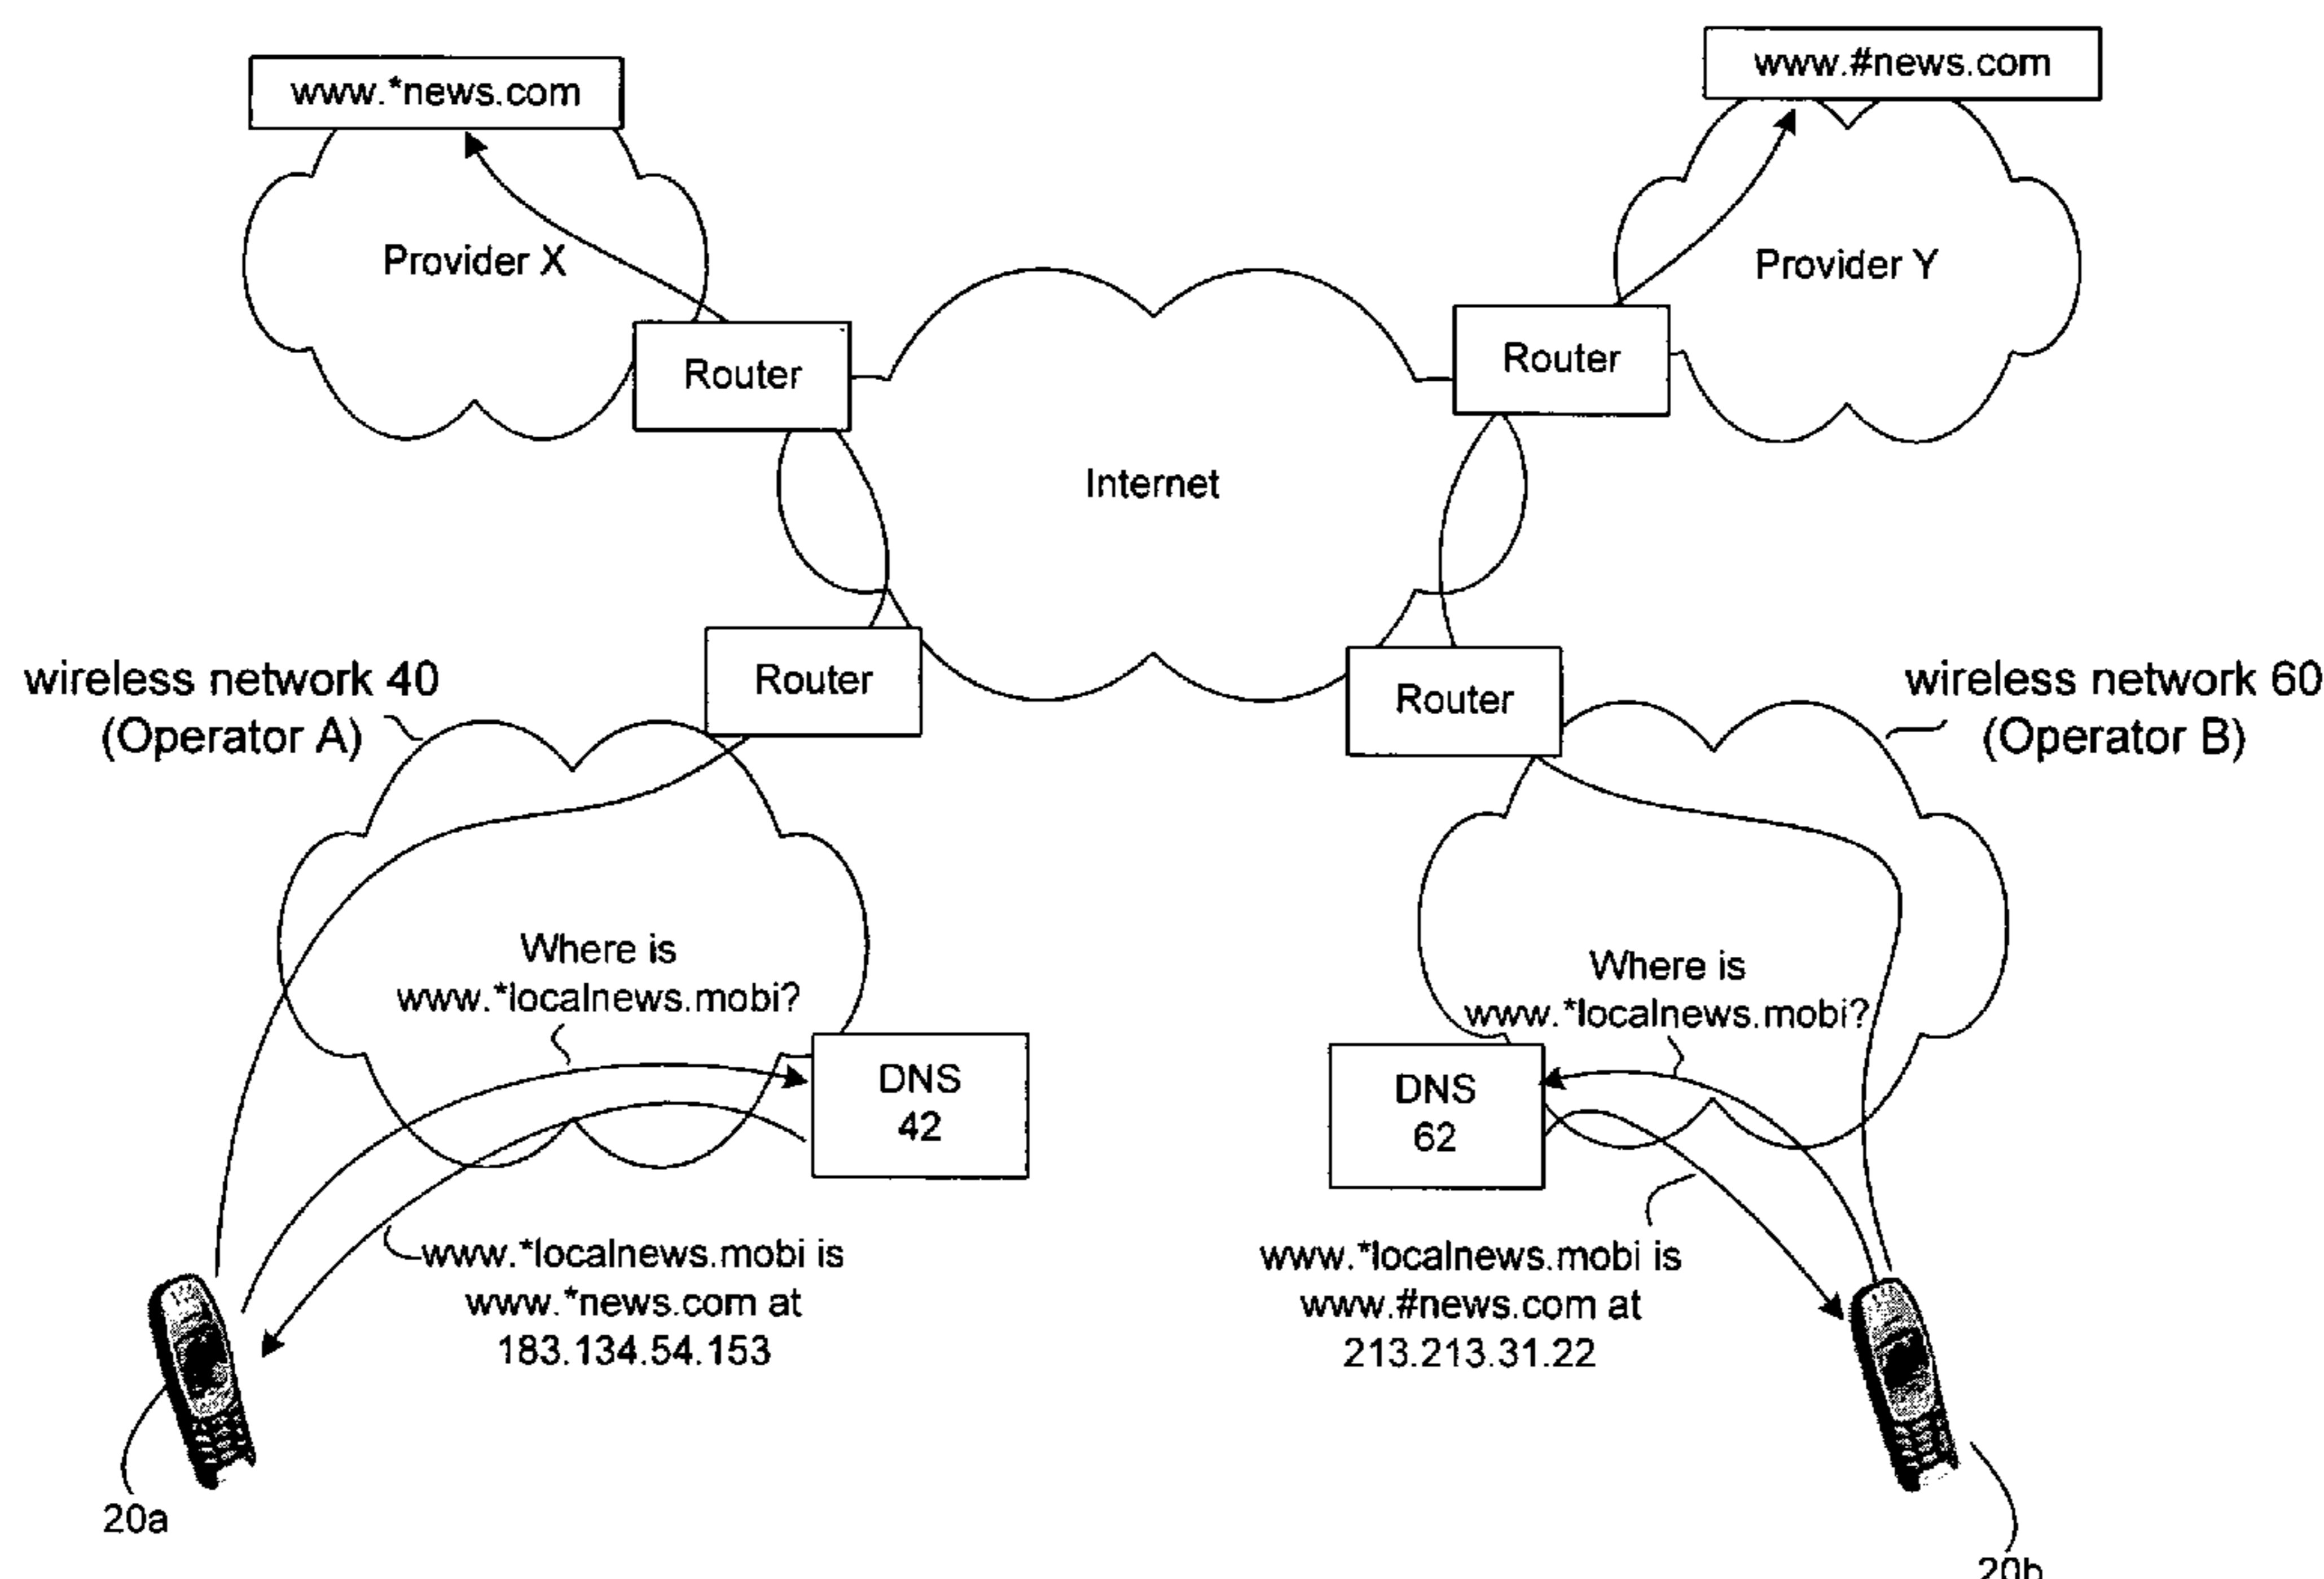 www.*news.com
www.#news.com
Provider X
Provider Y
Router
Router
Internet
Router
Router
wireless network 40
(Operator A)
wireless network 60
(Operator B)
Where is
www.*localnews.mobi?
Where is
www.*localnews.mobi?
DNS
42
DNS
62
www.*localnews.mobi is
www.*news.com at
183.134.54.153
www.*localnews.mobi is
www.#news.com at
213.213.31.22
20a
20b